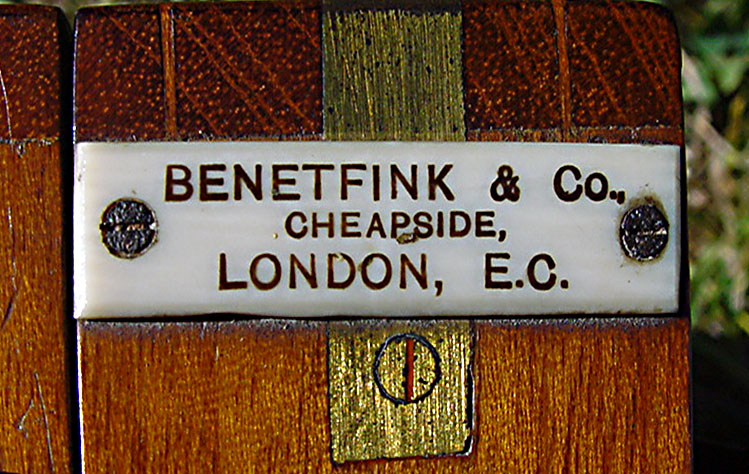 BENETFINK & Co.,
CHEAPSIDE,
LONDON, E.C.